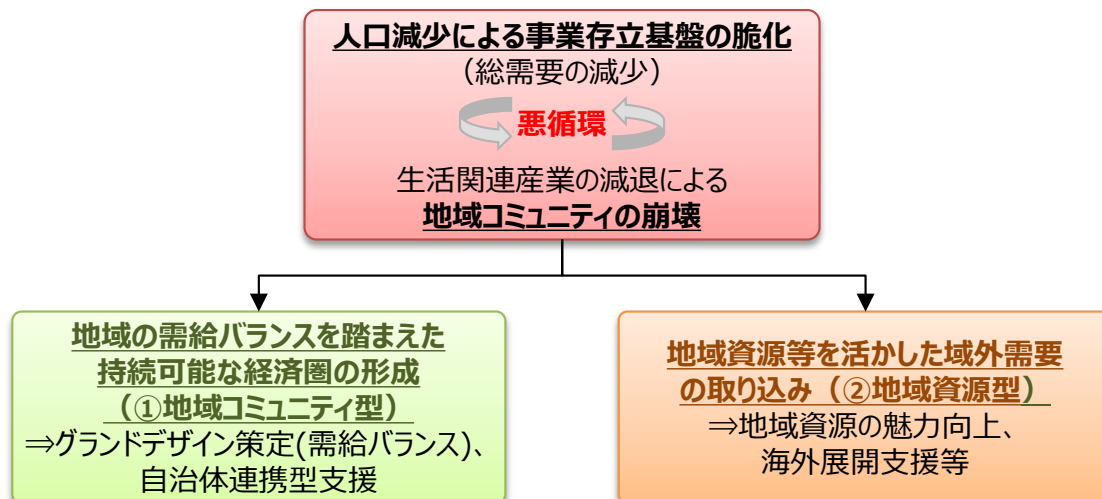 人口減少による事業存立基盤の脆化
（総需要の減少）
悪循環
生活関連産業の減退による
地域コミュニティの崩壊
地域の需給バランスを踏まえた
持続可能な経済圏の形成
（①地域コミュニティ型）
⇒グランドデザイン策定(需給バランス)、
自治体連携型支援
地域資源等を活かした域外需要
の取り込み（②地域資源型）
⇒地域資源の魅力向上、
海外展開支援等